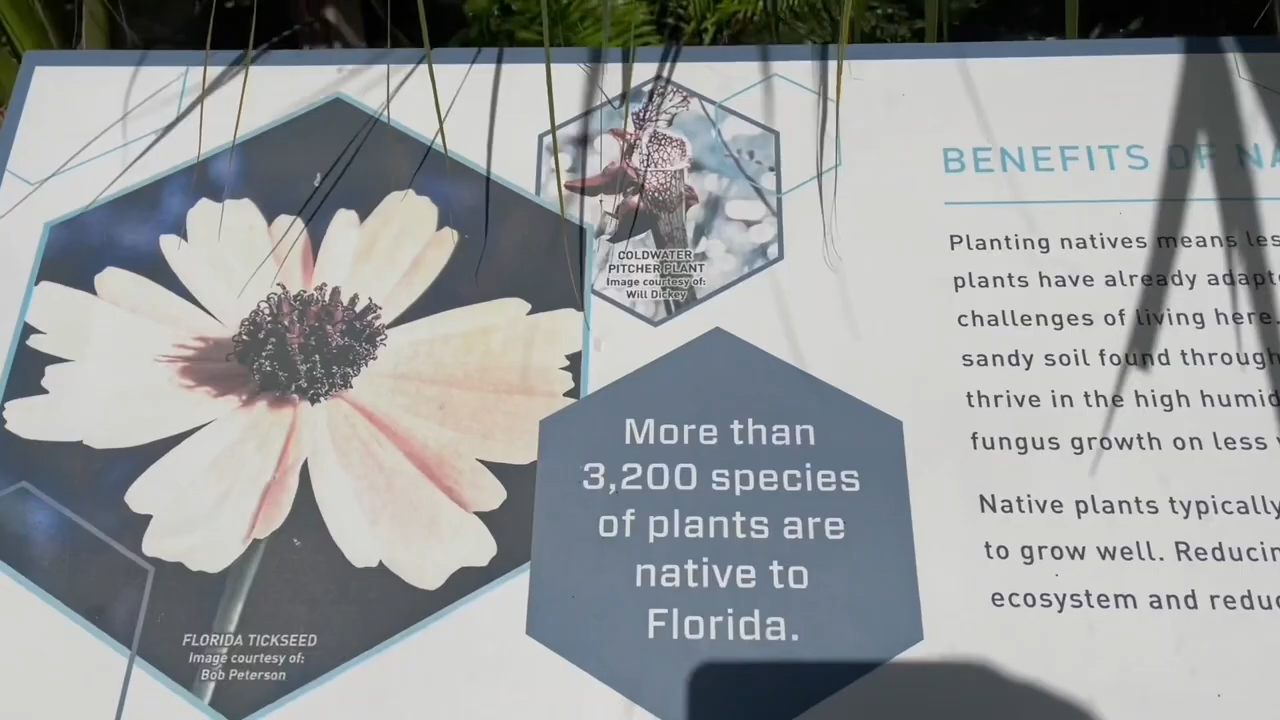 COLDWATER
PITCHER PLANT
Image courtesy of:
Will Dickey
FLORIDA TICKSEED
Image courtesy of:
Bob Peterson
More than
3,200 species
of plants are
native to
Florida.
BENEFITS OF NA
Planting natives means les
plants have already adapt
challenges of living here.
sandy soil found through
thrive in the high humid
fungus growth on less
Native plants typically
to grow well. Reducin
ecosystem and redu